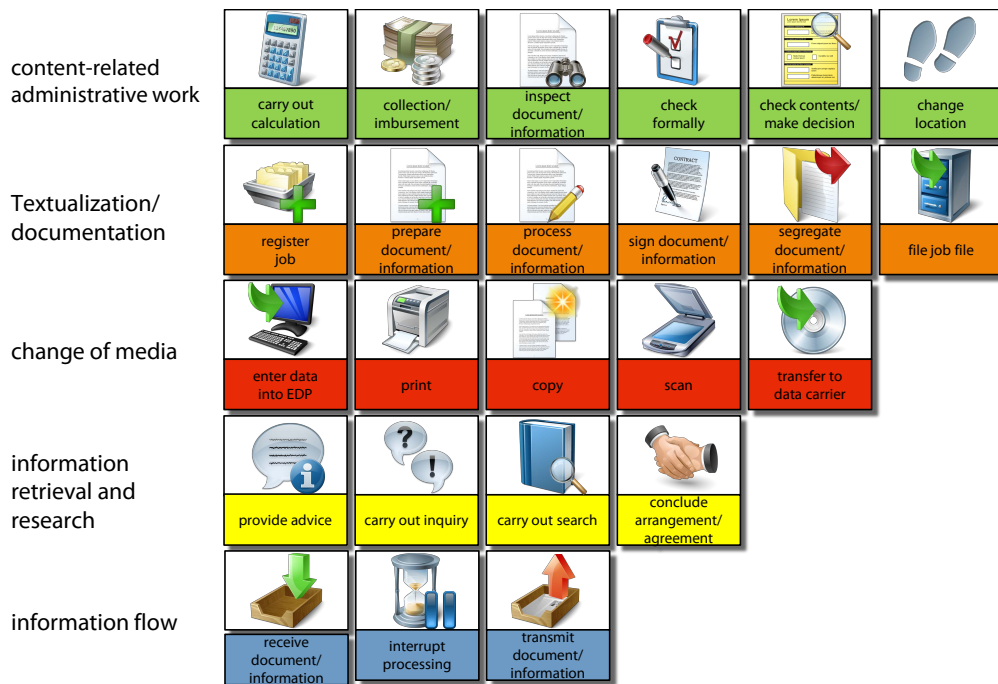 content-related
administrative work
carry out
calculation
collection/
imbursement
inspect
document/
information
check
formally
check contents/
make decision
change
location
Textualization/
documentation
CONTRACT
register
job
prepare
document/
information
process
document/
information
sign document/
information
segregate
document/
information
file job file
change of media
enter data
into EDP
print
copy
scan
transfer to
data carrier
information
retrieval and
research
provide advice
carry out inquiry
carry out search
conclude
arrangement/
agreement
information flow
receive
document/
information
interrupt
processing
transmit
document/
information